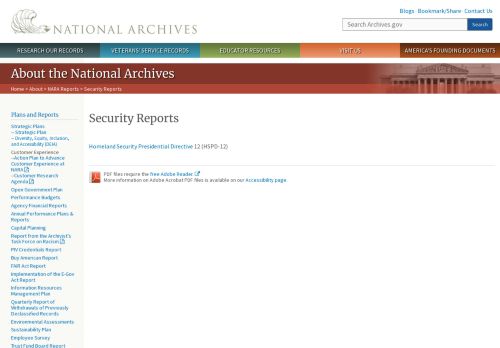 Blogs · Bookmark/Share · Contact Us
NATIONAL ARCHIVES
Search Archives.gov
Search
RESEARCH OUR RECORDS
VETERANS' SERVICE RECORDS
EDUCATOR RESOURCES
VISIT US
AMERICA'S FOUNDING DOCUMENTS
About the National Archives
Home > About > NARA Reports > Security Reports
Plans and Reports
Strategic Plans
-- Strategic Plan
-- Diversity, Equity, Inclusion,
and Accessibility (DEIA)
Customer Experience
--Action Plan to Advance
Customer Experience at
NARA
--Customer Research
Agenda
Open Government Plan
Performance Budgets
Agency Financial Reports
Annual Performance Plans &
Reports
Capital Planning
Report from the Archivist's
Task Force on Racism
PIV Credentials Report
Buy American Report
FAIR Act Report
Implementation of the E-Gov
Act Report
Information Resources
Management Plan
Quarterly Report of
Withdrawals of Previously
Declassified Records
Environmental Assessments
Sustainability Plan
Employee Survey
Trust Fund Board Report
Security Reports
Homeland Security Presidential Directive 12 (HSPD-12)
PDF files require the free Adobe Reader.
More information on Adobe Acrobat PDF files is available on our Accessibility page.